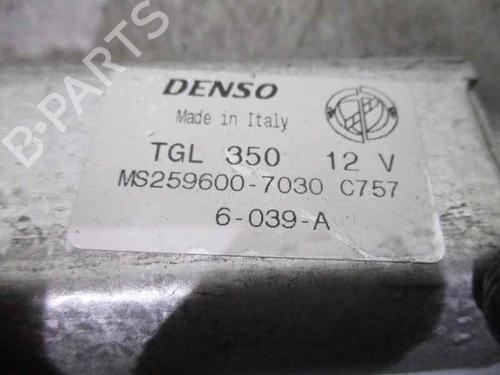 DENSO
Made in Italy
TGL 350 12 V
MS259600-7030 C757
6-039-A
B-PARTS